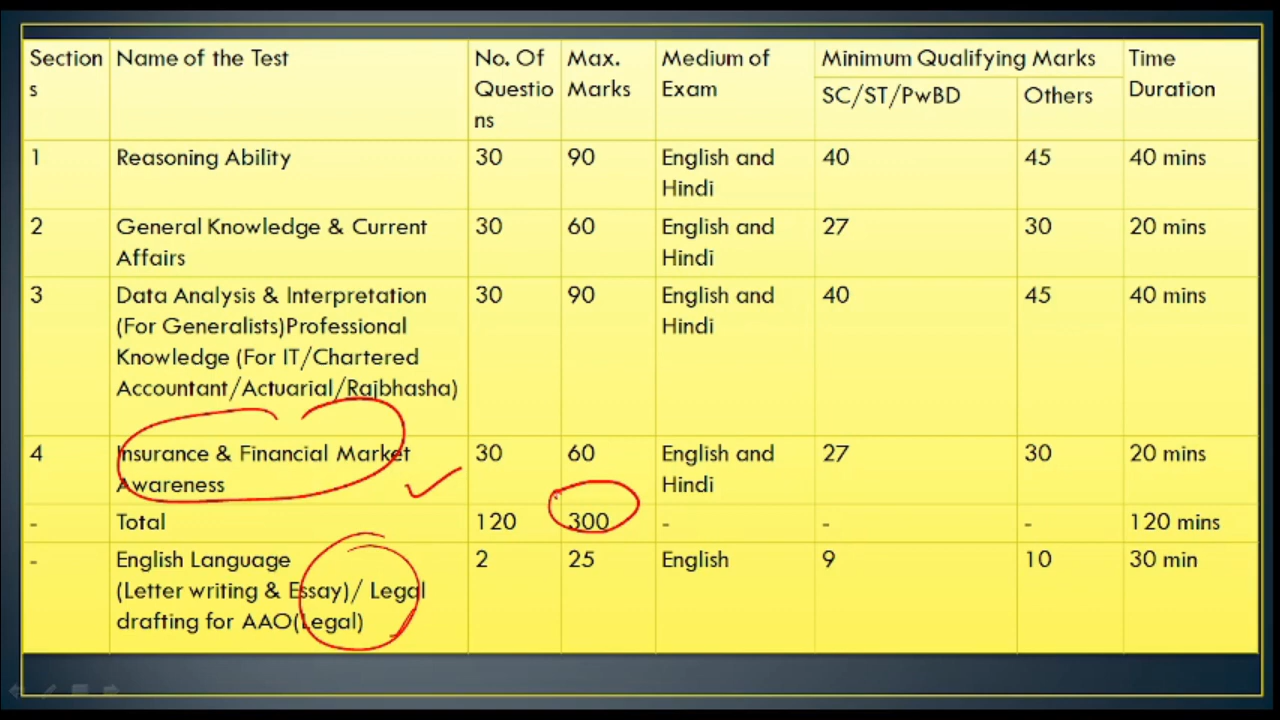 Section Name of the Test No. Of Max. Medium of Minimum Qualifying Marks Time
s Questio Marks Exam SC/ST/PwBD Others Duration
ns
1 Reasoning Ability 30 90 English and 40 45 40 mins
Hindi
2 General Knowledge & Current 30 60 English and 27 30 20 mins
Affairs Hindi
3 Data Analysis & Interpretation 30 90 English and 40 45 40 mins
(For Generalists)Professional Hindi
Knowledge (For IT/Chartered
Accountant/Actuarial/Rajbhasha)
4 Insurance & Financial Market 30 60 English and 27 30 20 mins
Awareness Hindi
- Total 120 300 - - - 120 mins
- English Language 2 25 English 9 10 30 min
(Letter writing & Essay)/ Legal
drafting for AAO(Legal)